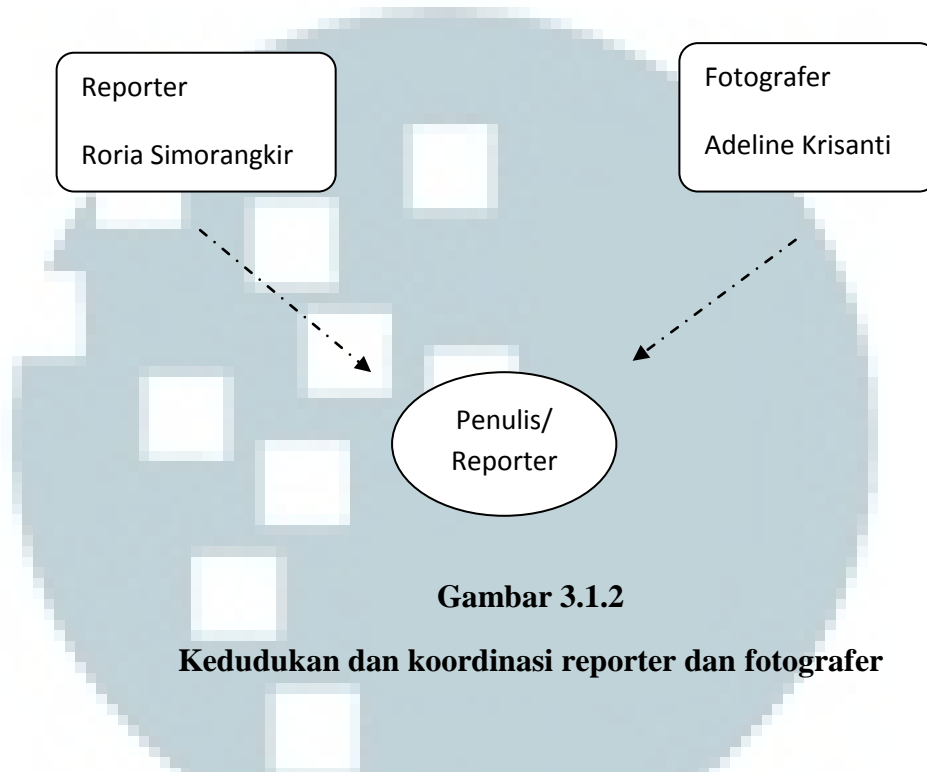 Reporter
Roria Simorangkir
Fotografer
Adeline Krisanti
Penulis/
Reporter
Gambar 3.1.2
Kedudukan dan koordinasi reporter dan fotografer